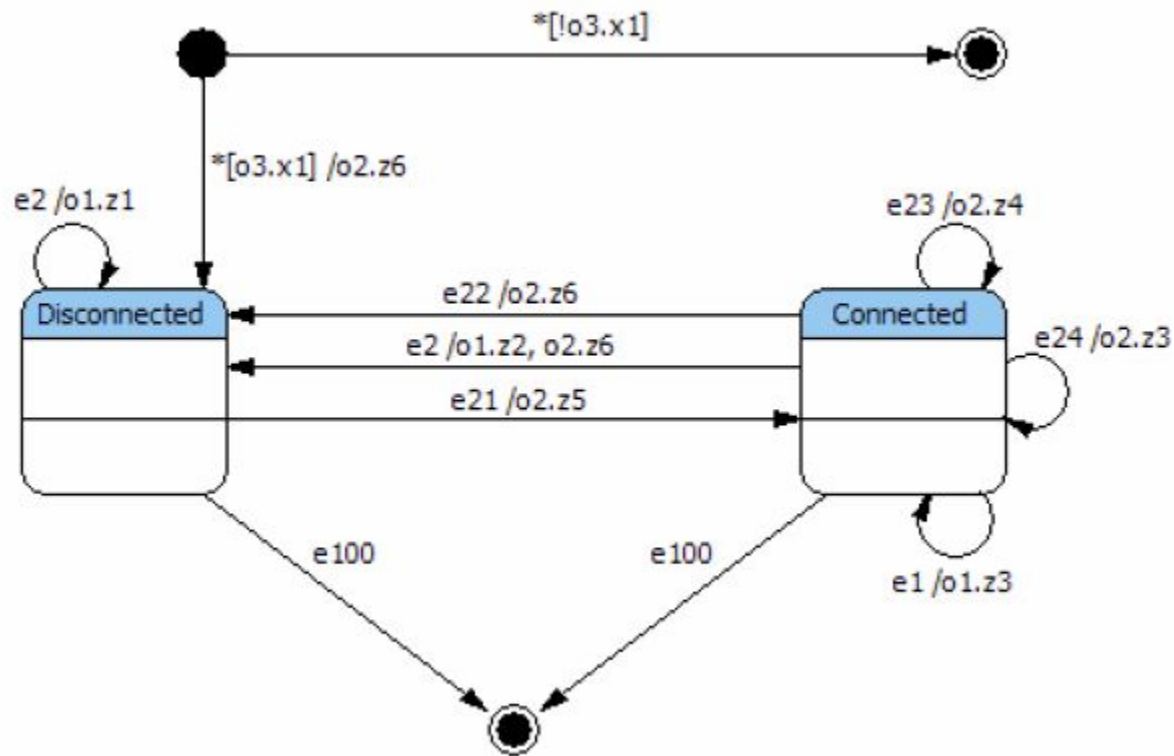 *[!o3.x1]
*[o3.x1] /o2.z6
e2 /o1.z1
e23 /o2.z4
Disconnected
e22 /o2.z6
Connected
e2 /o1.z2, o2.z6
e24 /o2.z3
e21 /o2.z5
e100
e100
e1 /o1.z3